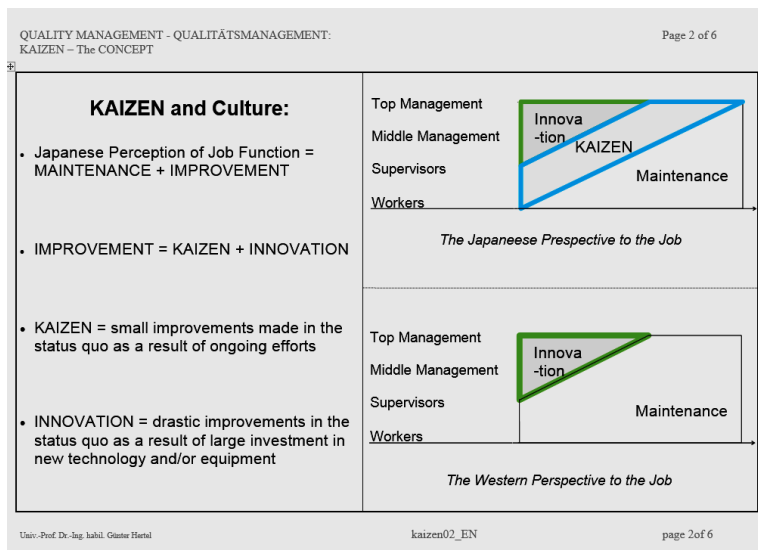 QUALITY MANAGEMENT - QUALITÄTSMANAGEMENT:
KAIZEN – The CONCEPT
Page 2 of 6
KAIZEN and Culture:
• Japanese Perception of Job Function =
MAINTENANCE + IMPROVEMENT
• IMPROVEMENT = KAIZEN + INNOVATION
• KAIZEN = small improvements made in the
status quo as a result of ongoing efforts
• INNOVATION = drastic improvements in the
status quo as a result of large investment in
new technology and/or equipment
Top Management
Middle Management
Supervisors
Workers
Innova
-tion
KAIZEN
Maintenance
The Japaneese Prespective to the Job
Top Management
Middle Management
Supervisors
Workers
Innova
-tion
Maintenance
The Western Perspective to the Job
Univ.-Prof. Dr.-Ing. habil. Günter Hertel
kaizen02_EN
page 2of 6